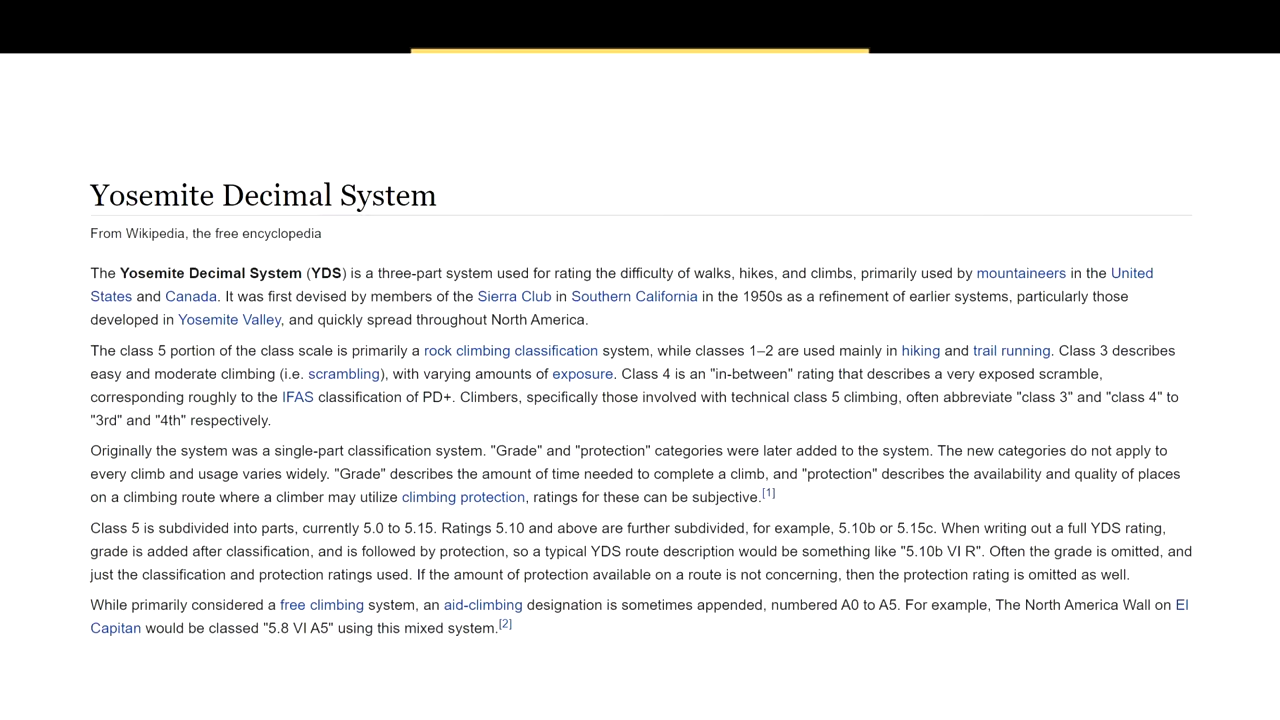 Yosemite Decimal System
From Wikipedia, the free encyclopedia
The Yosemite Decimal System (YDS) is a three-part system used for rating the difficulty of walks, hikes, and climbs, primarily used by mountaineers in the United
States and Canada. It was first devised by members of the Sierra Club in Southern California in the 1950s as a refinement of earlier systems, particularly those
developed in Yosemite Valley, and quickly spread throughout North America.
The class 5 portion of the class scale is primarily a rock climbing classification system, while classes 1–2 are used mainly in hiking and trail running. Class 3 describes
easy and moderate climbing (i.e. scrambling), with varying amounts of exposure. Class 4 is an "in-between" rating that describes a very exposed scramble,
corresponding roughly to the IFAS classification of PD+. Climbers, specifically those involved with technical class 5 climbing, often abbreviate "class 3" and "class 4" to
"3rd" and "4th" respectively.
Originally the system was a single-part classification system. "Grade" and "protection" categories were later added to the system. The new categories do not apply to
every climb and usage varies widely. "Grade" describes the amount of time needed to complete a climb, and "protection" describes the availability and quality of places
on a climbing route where a climber may utilize climbing protection, ratings for these can be subjective.[1]
Class 5 is subdivided into parts, currently 5.0 to 5.15. Ratings 5.10 and above are further subdivided, for example, 5.10b or 5.15c. When writing out a full YDS rating,
grade is added after classification, and is followed by protection, so a typical YDS route description would be something like "5.10b VI R". Often the grade is omitted, and
just the classification and protection ratings used. If the amount of protection available on a route is not concerning, then the protection rating is omitted as well.
While primarily considered a free climbing system, an aid-climbing designation is sometimes appended, numbered A0 to A5. For example, The North America Wall on El
Capitan would be classed "5.8 VI A5" using this mixed system.[2]